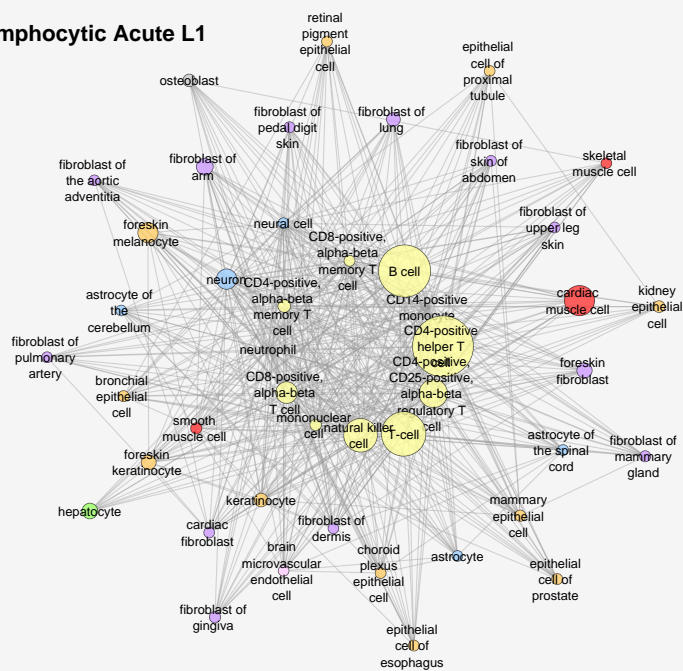 mphocytic Acute L1
retinal
pigment
epithelial
cell
epithelial
cell of
proximal
tubule
osteoblast
fibroblast of
pedal digit
skin
fibroblast of
lung
fibroblast of
the aortic
adventitia
fibroblast of
arm
fibroblast of
skin of
abdomen
skeletal
muscle cell
foreskin
melanocyte
neural cell
CD8-positive,
alpha-beta
memory T
cell
fibroblast of
upper leg
skin
B cell
neuron
CD4-positive,
alpha-beta
memory T
cell
CD14-positive
monocyte
cardiac
muscle cell
kidney
epithelial
cell
astrocyte of
the
cerebellum
CD4-positive
helper T
cell
fibroblast of
pulmonary
artery
neutrophil
CD4-positive,
CD25-positive,
alpha-beta
regulatory T
cell
foreskin
fibroblast
bronchial
epithelial
cell
CD8-positive,
alpha-beta
T cell
smooth
muscle cell
mononuclear
cell
natural killer
cell
T-cell
astrocyte of
the spinal
cord
fibroblast of
mammary
gland
foreskin
keratinocyte
hepatocyte
keratinocyte
mammary
epithelial
cell
cardiac
fibroblast
fibroblast of
dermis
brain
microvascular
endothelial
cell
choroid
plexus
epithelial
cell
astrocyte
epithelial
cell of
prostate
fibroblast of
gingiva
epithelial
cell of
esophagus